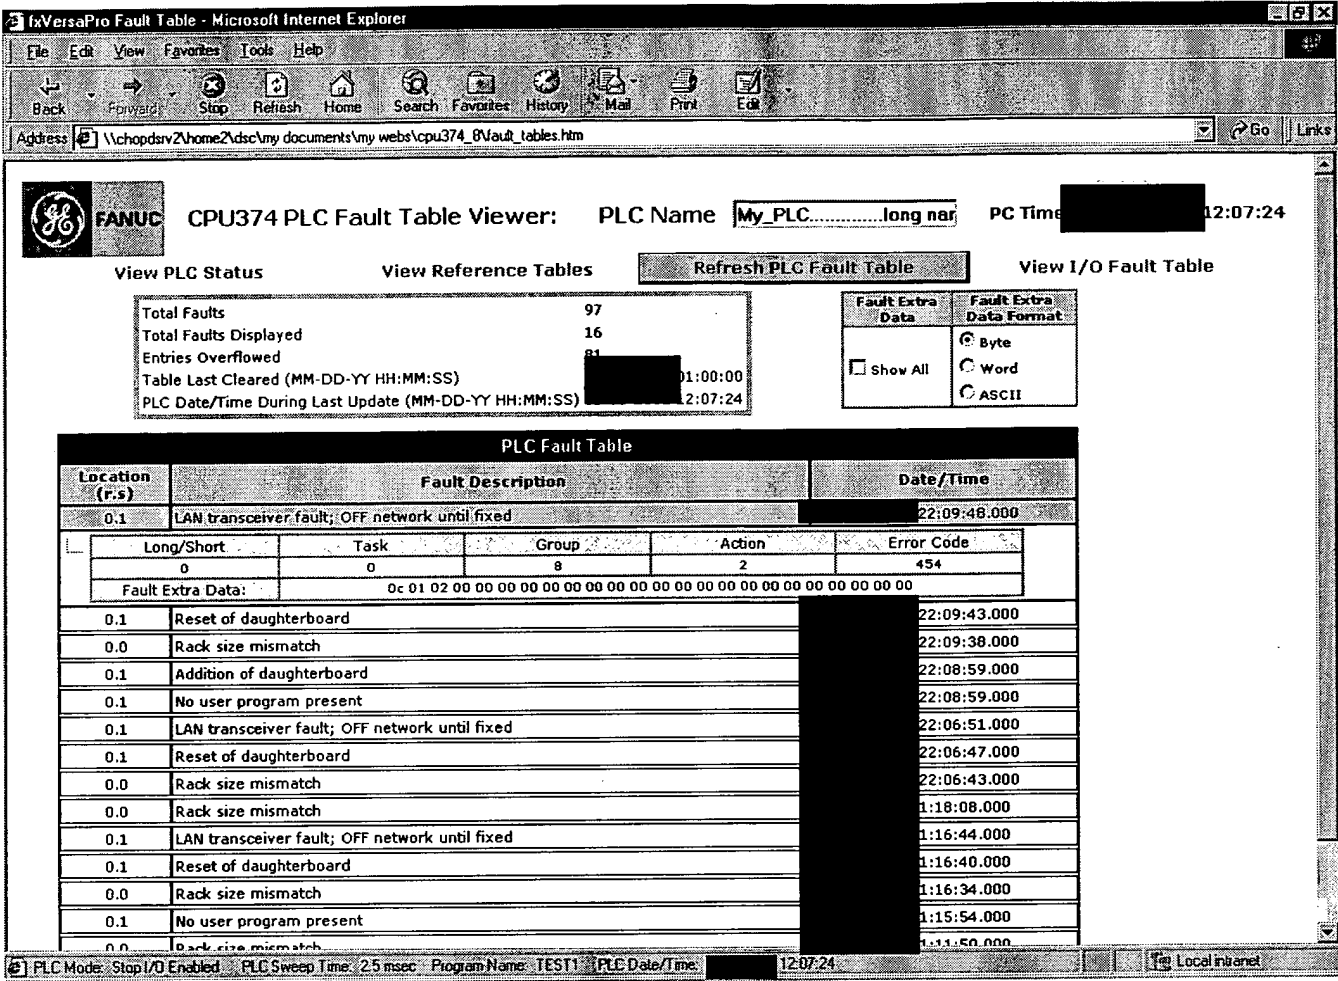 fxVersaPro Fault Table - Microsoft Internet Explorer
File Edit View Favorites Tools Help
Back Forward Stop Refresh Home Search Favorites History Mail Print Edit
Address \\chopdsrv2\home2\dsc\my documents\my webs\cpu374_8\fault_tables.htm Go Links
GE FANUC CPU374 PLC Fault Table Viewer: PLC Name My_PLC.............long nar PC Time 12:07:24
View PLC Status View Reference Tables Refresh PLC Fault Table View I/O Fault Table
Total Faults 97
Total Faults Displayed 16
Entries Overflowed 81
Table Last Cleared (MM-DD-YY HH:MM:SS) 01:00:00
PLC Date/Time During Last Update (MM-DD-YY HH:MM:SS) 12:07:24
Fault Extra Data Fault Extra Data Format
Show All
Byte
Word
ASCII
PLC Fault Table
Location (r.s) Fault Description Date/Time
0.1 LAN transceiver fault; OFF network until fixed 22:09:48.000
Long/Short Task Group Action Error Code
0 0 8 2 454
Fault Extra Data: 0c 01 02 00 00 00 00 00 00 00 00 00 00 00 00 00 00 00 00 00 00 00 00 00
0.1 Reset of daughterboard 22:09:43.000
0.0 Rack size mismatch 22:09:38.000
0.1 Addition of daughterboard 22:08:59.000
0.1 No user program present 22:08:59.000
0.1 LAN transceiver fault; OFF network until fixed 22:06:51.000
0.1 Reset of daughterboard 22:06:47.000
0.0 Rack size mismatch 22:06:43.000
0.0 Rack size mismatch 1:18:08.000
0.1 LAN transceiver fault; OFF network until fixed 1:16:44.000
0.1 Reset of daughterboard 1:16:40.000
0.0 Rack size mismatch 1:16:34.000
0.1 No user program present 1:15:54.000
0.0 Rack size mismatch 1:11:50.000
PLC Mode: Stop I/O Enabled PLC Sweep Time: 2.5 msec Program Name: TEST1 PLC Date/Time: 12:07:24 Local intranet